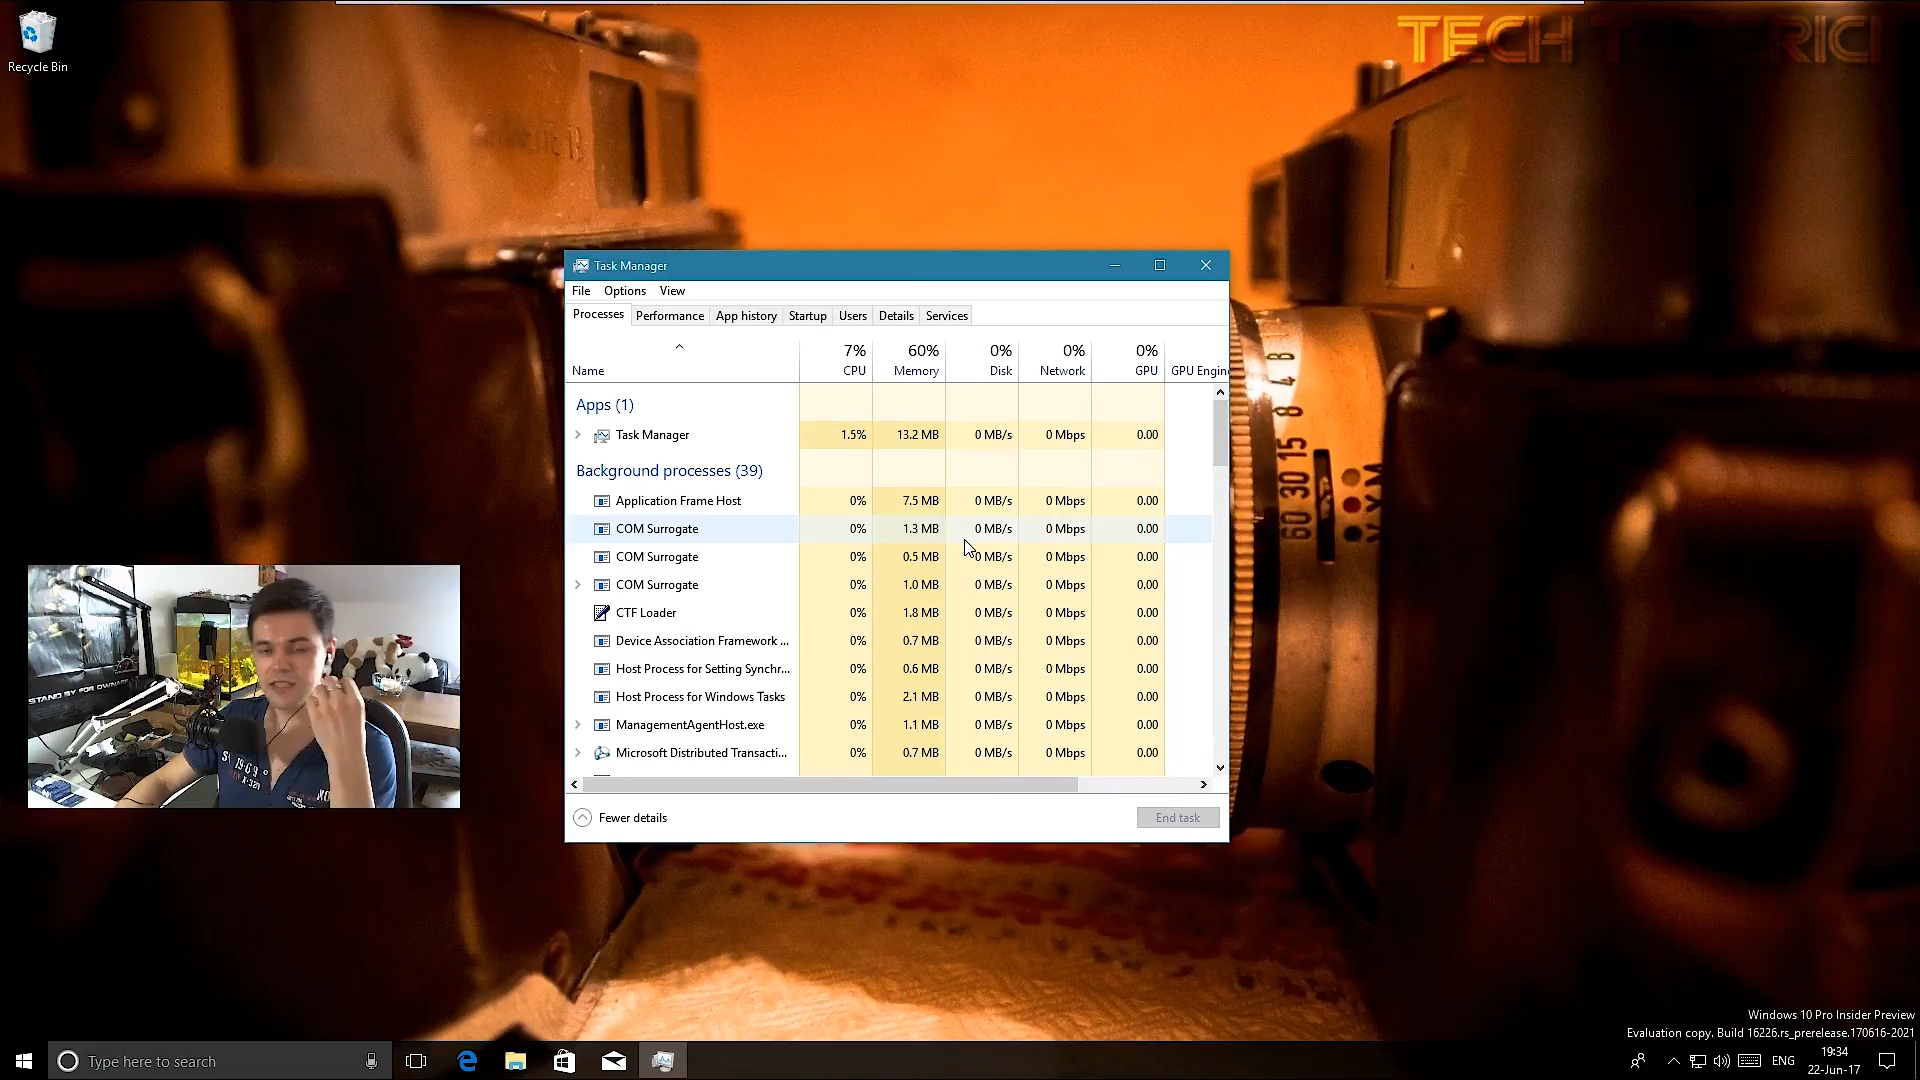 TECH T
Recycle Bin
Task Manager
File Options View
Processes Performance App history Startup Users Details Services
7% 60% 0% 0% 0%
Name CPU Memory Disk Network GPU GPU Engine
Apps (1)
Task Manager 1.5% 13.2 MB 0 MB/s 0 Mbps 0.00
Background processes (39)
Application Frame Host 0% 7.5 MB 0 MB/s 0 Mbps 0.00
COM Surrogate 0% 1.3 MB 0 MB/s 0 Mbps 0.00
COM Surrogate 0% 0.5 MB 0 MB/s 0 Mbps 0.00
COM Surrogate 0% 1.0 MB 0 MB/s 0 Mbps 0.00
CTF Loader 0% 1.8 MB 0 MB/s 0 Mbps 0.00
Device Association Framework ... 0% 0.7 MB 0 MB/s 0 Mbps 0.00
Host Process for Setting Synchr... 0% 0.6 MB 0 MB/s 0 Mbps 0.00
Host Process for Windows Tasks 0% 2.1 MB 0 MB/s 0 Mbps 0.00
ManagementAgentHost.exe 0% 1.1 MB 0 MB/s 0 Mbps 0.00
Microsoft Distributed Transacti... 0% 0.7 MB 0 MB/s 0 Mbps 0.00
Fewer details End task
60 30 15 8 4
STAND BY FOR
Windows 10 Pro Insider Preview
Evaluation copy. Build 16226.rs_prerelease.170616-2021
Type here to search
ENG
19:34
22-Jun-17